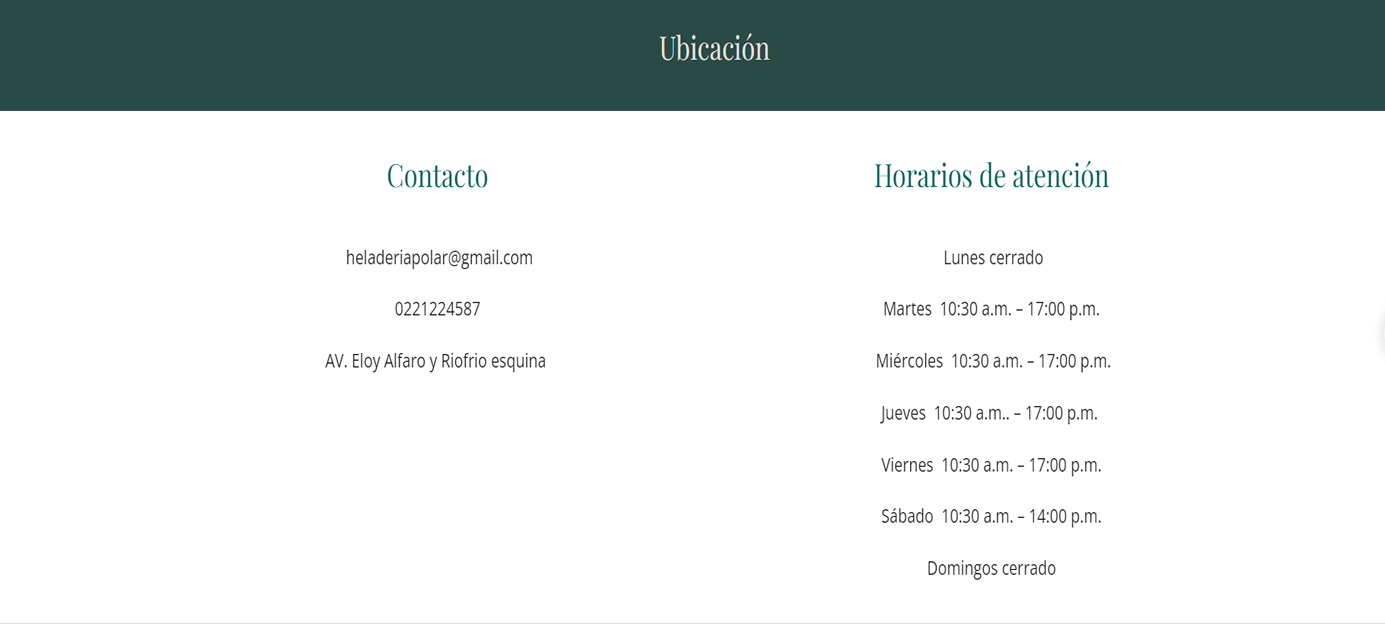 Ubicación
Contacto
heladeriapolar@gmail.com
0221224587
AV. Eloy Alfaro y Riofrio esquina
Horarios de atención
Lunes cerrado
Martes  10:30 a.m. – 17:00 p.m.
Miércoles  10:30 a.m. – 17:00 p.m.
Jueves  10:30 a.m.. – 17:00 p.m.
Viernes  10:30 a.m. – 17:00 p.m.
Sábado  10:30 a.m. – 14:00 p.m.
Domingos cerrado